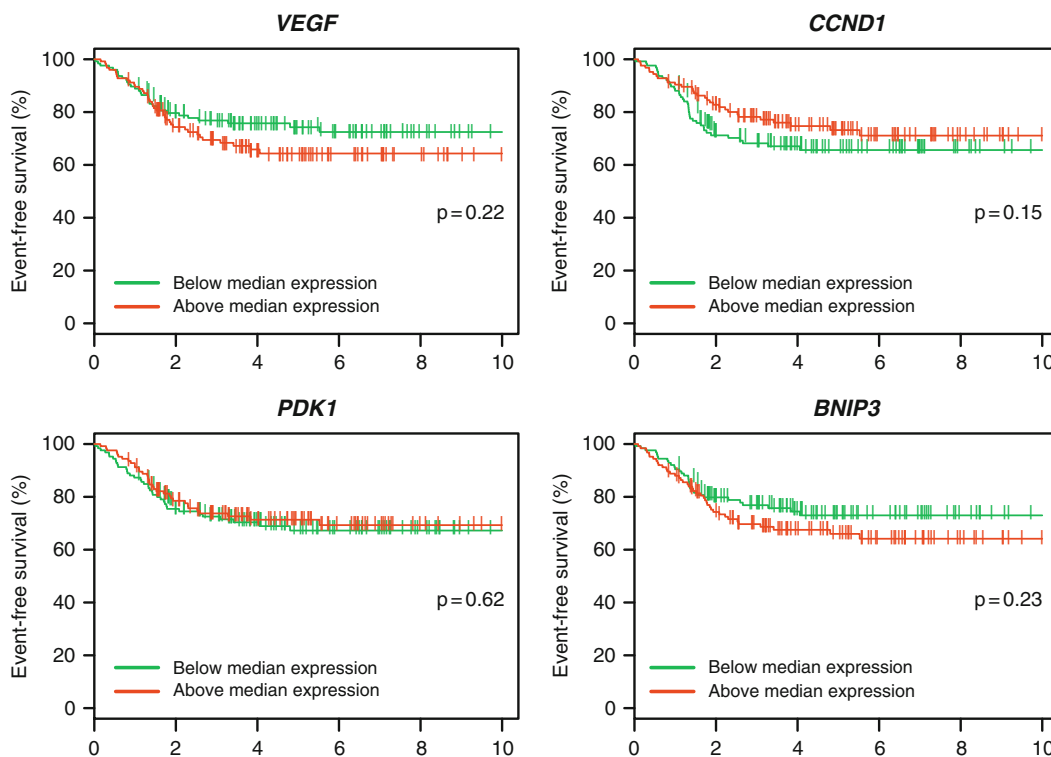 VEGF
Event-free survival (%)
100
80
60
40
20
0
p=0.22
Below median expression
Above median expression
0 2 4 6 8 10
CCND1
Event-free survival (%)
100
80
60
40
20
0
p=0.15
Below median expression
Above median expression
0 2 4 6 8 10
PDK1
Event-free survival (%)
100
80
60
40
20
0
p=0.62
Below median expression
Above median expression
0 2 4 6 8 10
BNIP3
Event-free survival (%)
100
80
60
40
20
0
p=0.23
Below median expression
Above median expression
0 2 4 6 8 10